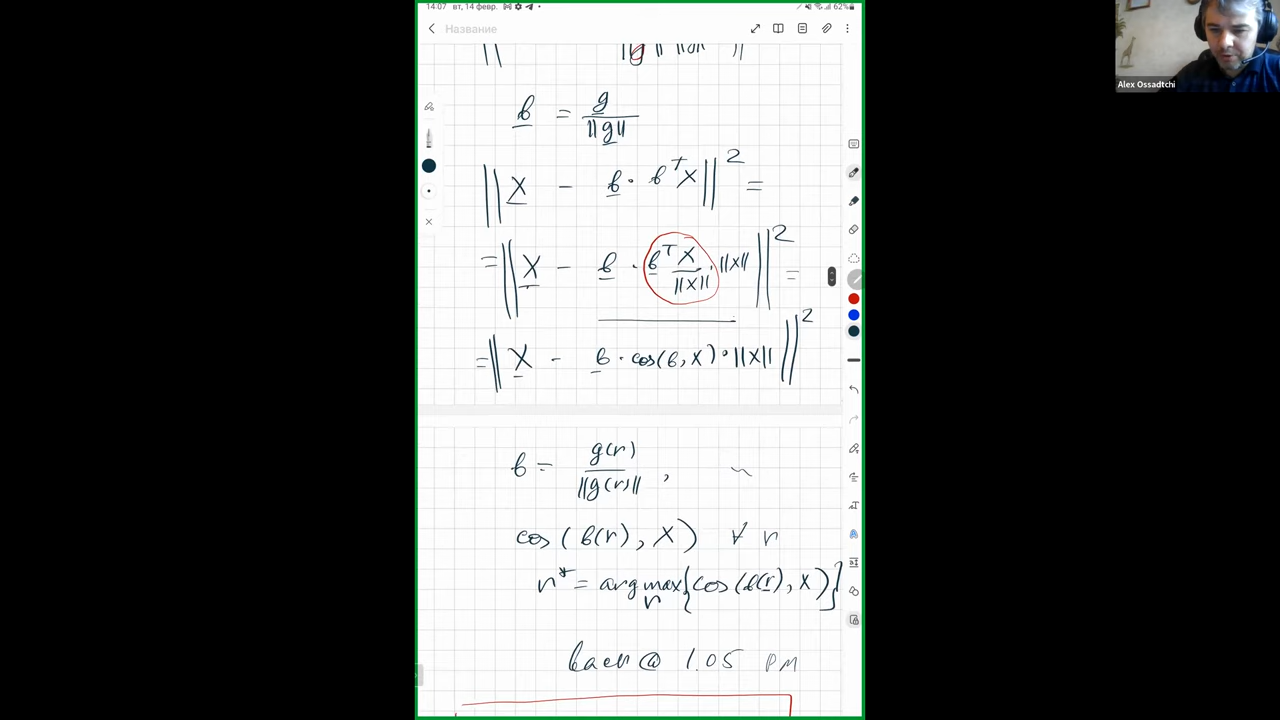 14:07 вт, 14 февр.
62%
Название
Alex Ossadtchi
b = g / ||g||
|| X - b · b^T X ||^2 =
= || X - b · b^T X / ||X|| · ||X|| ||^2 =
= || X - b · cos(b, X) · ||X|| ||^2
b = g(r) / ||g(r)|| ,
cos(b(r), X) ∀ r
r* = argmax_r {cos(b(r), X)}
back @ 1.05 PM